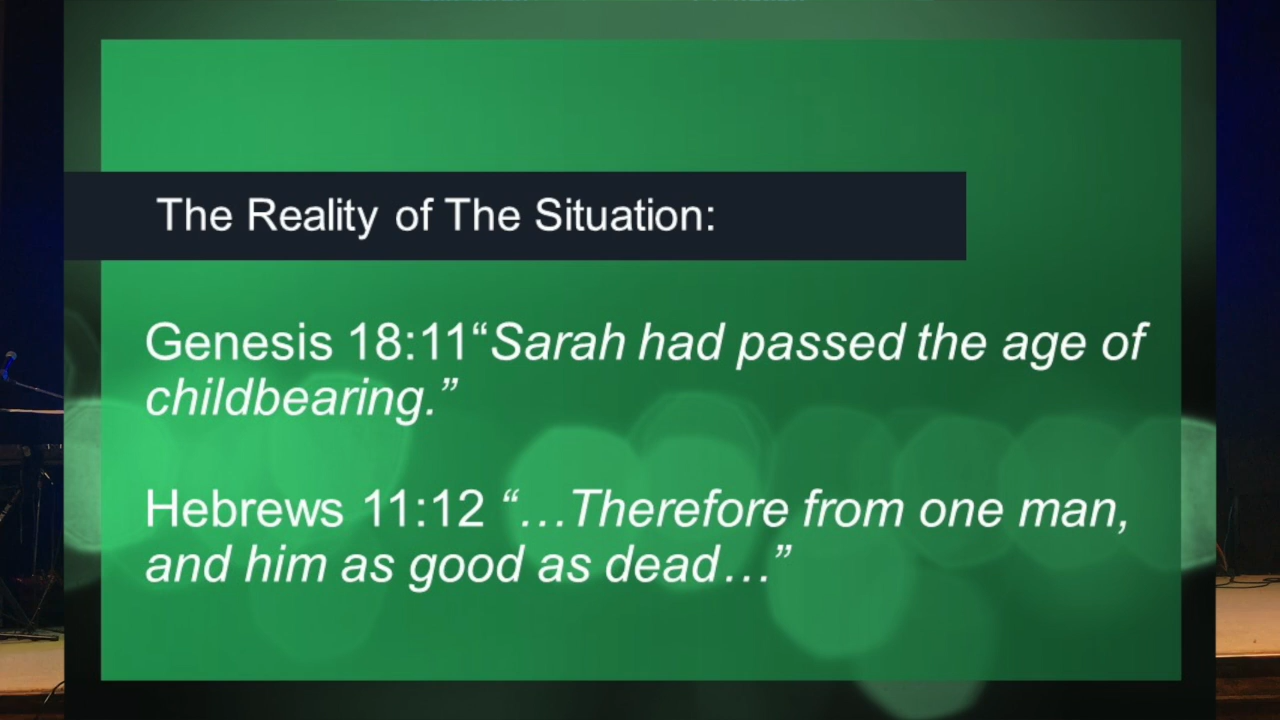 The Reality of The Situation:
Genesis 18:11“Sarah had passed the age of
childbearing.”
Hebrews 11:12 “…Therefore from one man,
and him as good as dead…”